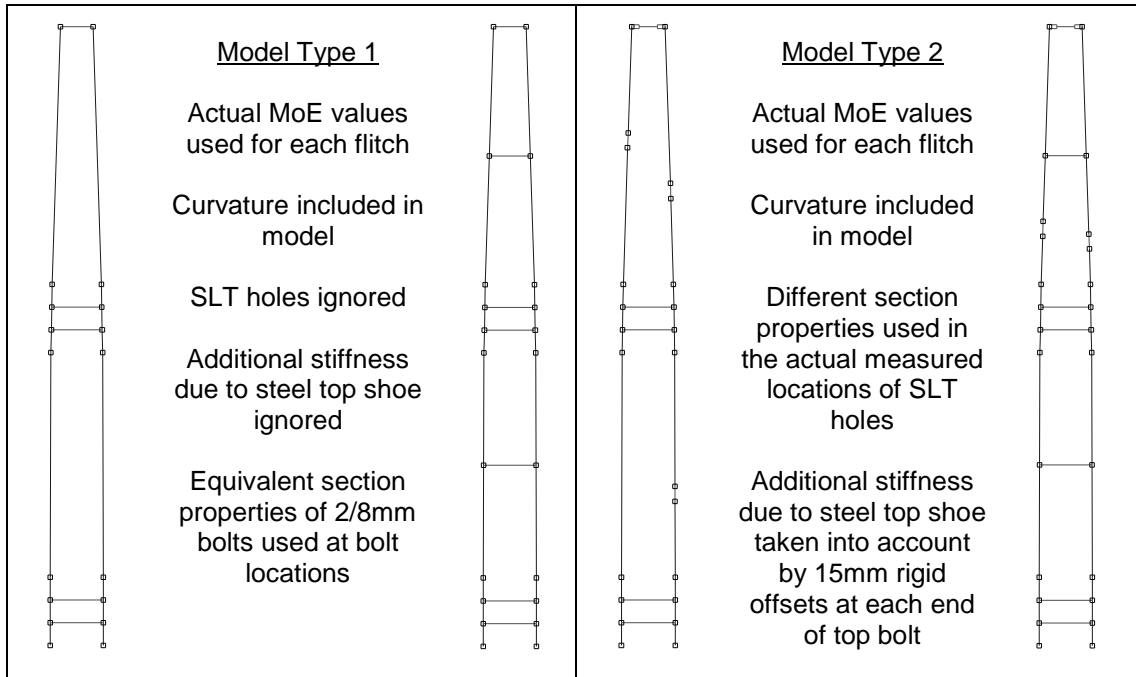 Model Type 1
Actual MoE values
used for each flitch
Curvature included in
model
SLT holes ignored
Additional stiffness
due to steel top shoe
ignored
Equivalent section
properties of 2/8mm
bolts used at bolt
locations
Model Type 2
Actual MoE values
used for each flitch
Curvature included
in model
Different section
properties used in
the actual measured
locations of SLT
holes
Additional stiffness
due to steel top shoe
taken into account
by 15mm rigid
offsets at each end
of top bolt